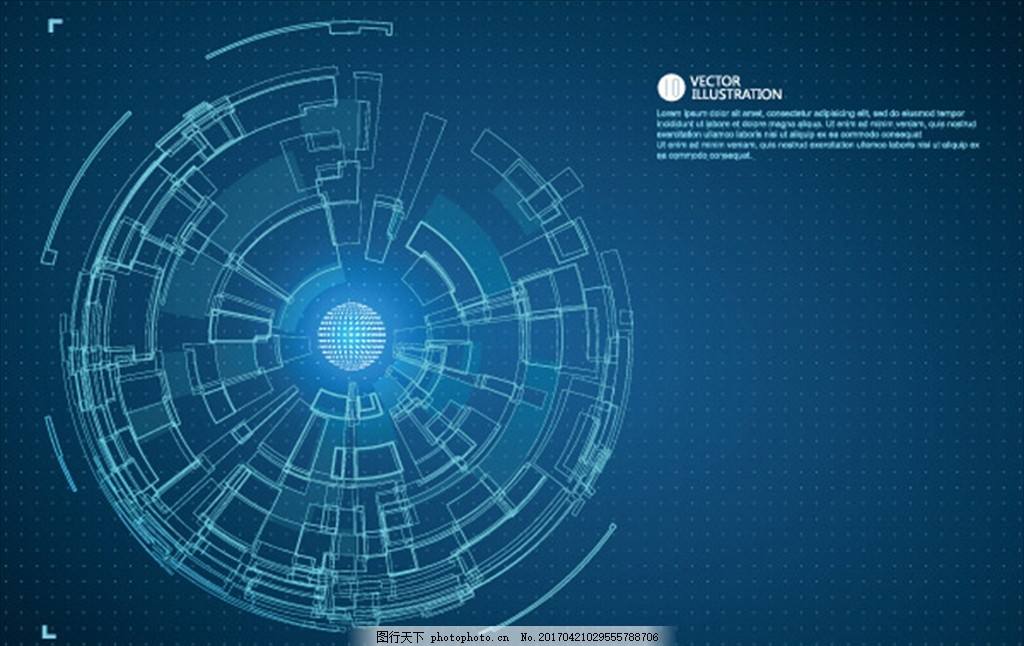 10 VECTOR
ILLUSTRATION
Lorem ipsum dolor sit amet, consectetur adipisicing elit, sed do eiusmod tempor
incididunt ut labore et dolore magna aliqua. Ut enim ad minim veniam, quis nostrud
exercitation ullamco laboris nisi ut aliquip ex ea commodo consequat
Ut enim ad minim veniam, quis nostrud exercitation ullamco laboris nisi ut aliquip ex
ea commodo consequat.
图行天下 photophoto.cn No.20170421029555788706